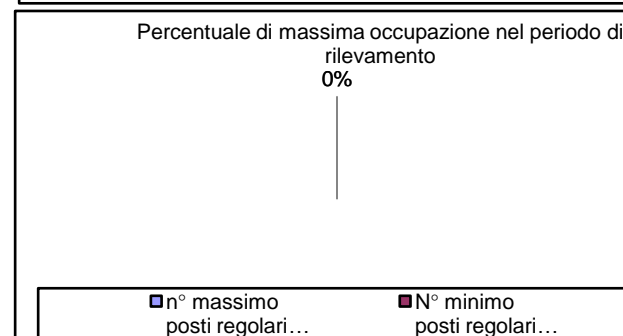 Percentuale di massima occupazione nel periodo di
rilevamento
0%
n° massimo
posti regolari…
N° minimo
posti regolari…